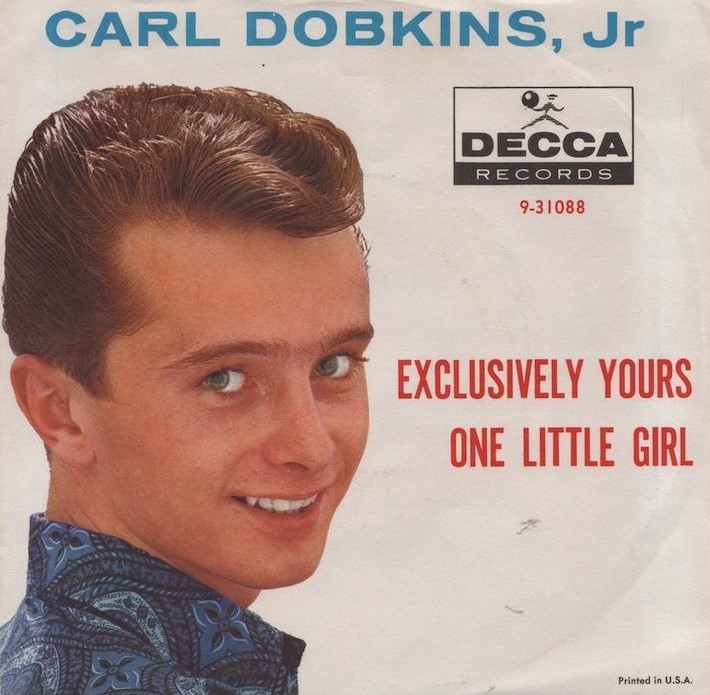 CARL DOBKINS, Jr
DECCA
RECORDS
9-31088
EXCLUSIVELY YOURS
ONE LITTLE GIRL
Printed in U.S.A.